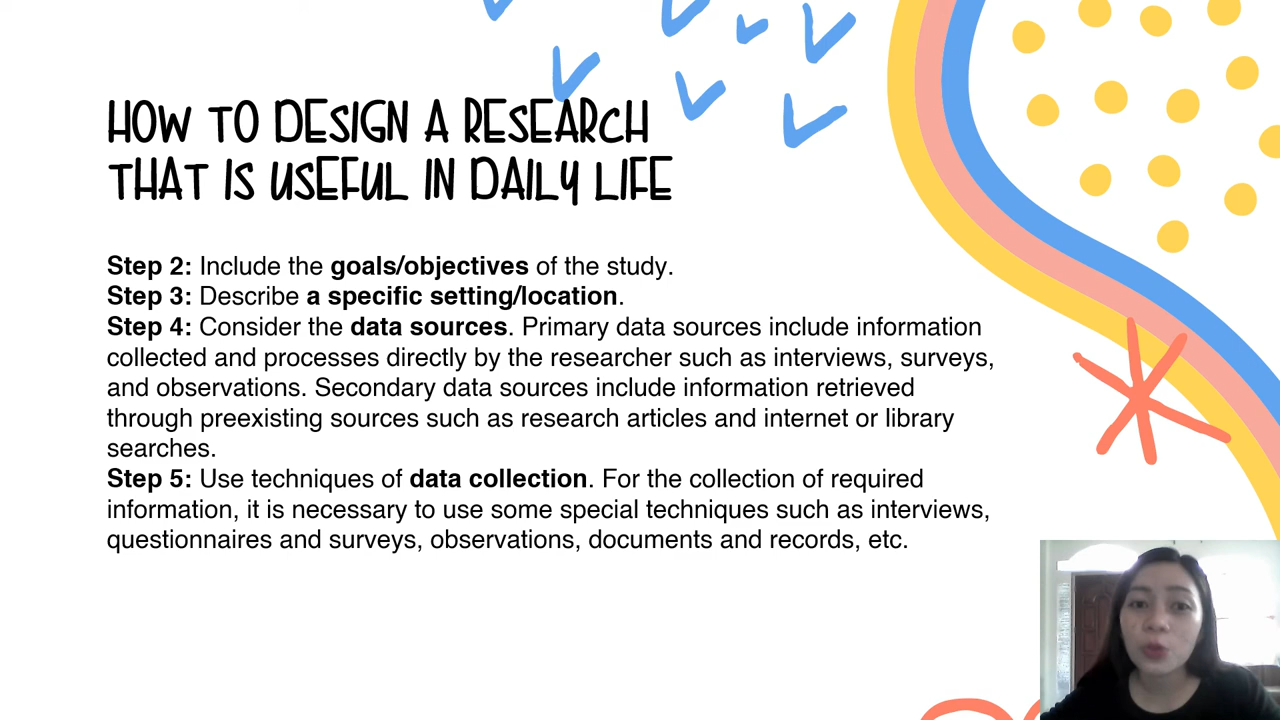 HOW TO DESIGN A RESEARCH
THAT IS USEFUL IN DAILY LIFE
Step 2: Include the goals/objectives of the study.
Step 3: Describe a specific setting/location.
Step 4: Consider the data sources. Primary data sources include information
collected and processes directly by the researcher such as interviews, surveys,
and observations. Secondary data sources include information retrieved
through preexisting sources such as research articles and internet or library
searches.
Step 5: Use techniques of data collection. For the collection of required
information, it is necessary to use some special techniques such as interviews,
questionnaires and surveys, observations, documents and records, etc.